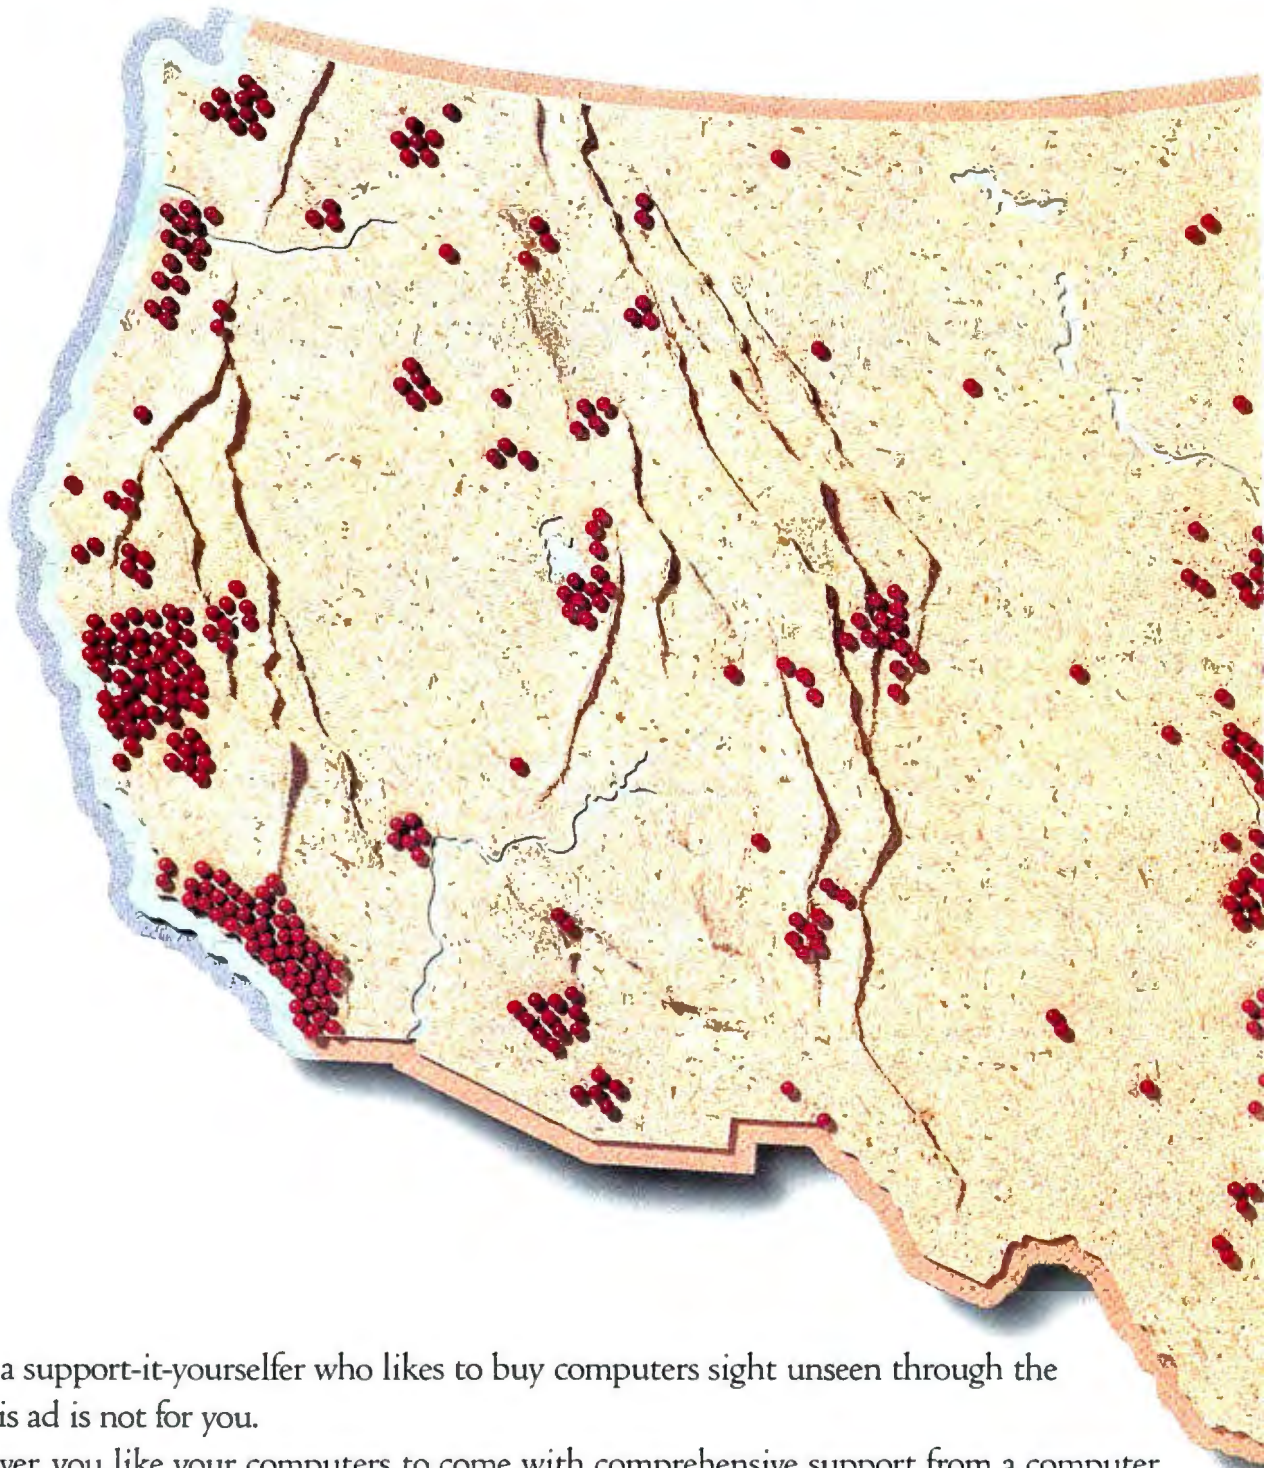 a support-it-yourselfer who likes to buy computers sight unseen through the
is ad is not for you.
ver, you like your computers to come with comprehensive support from a computer